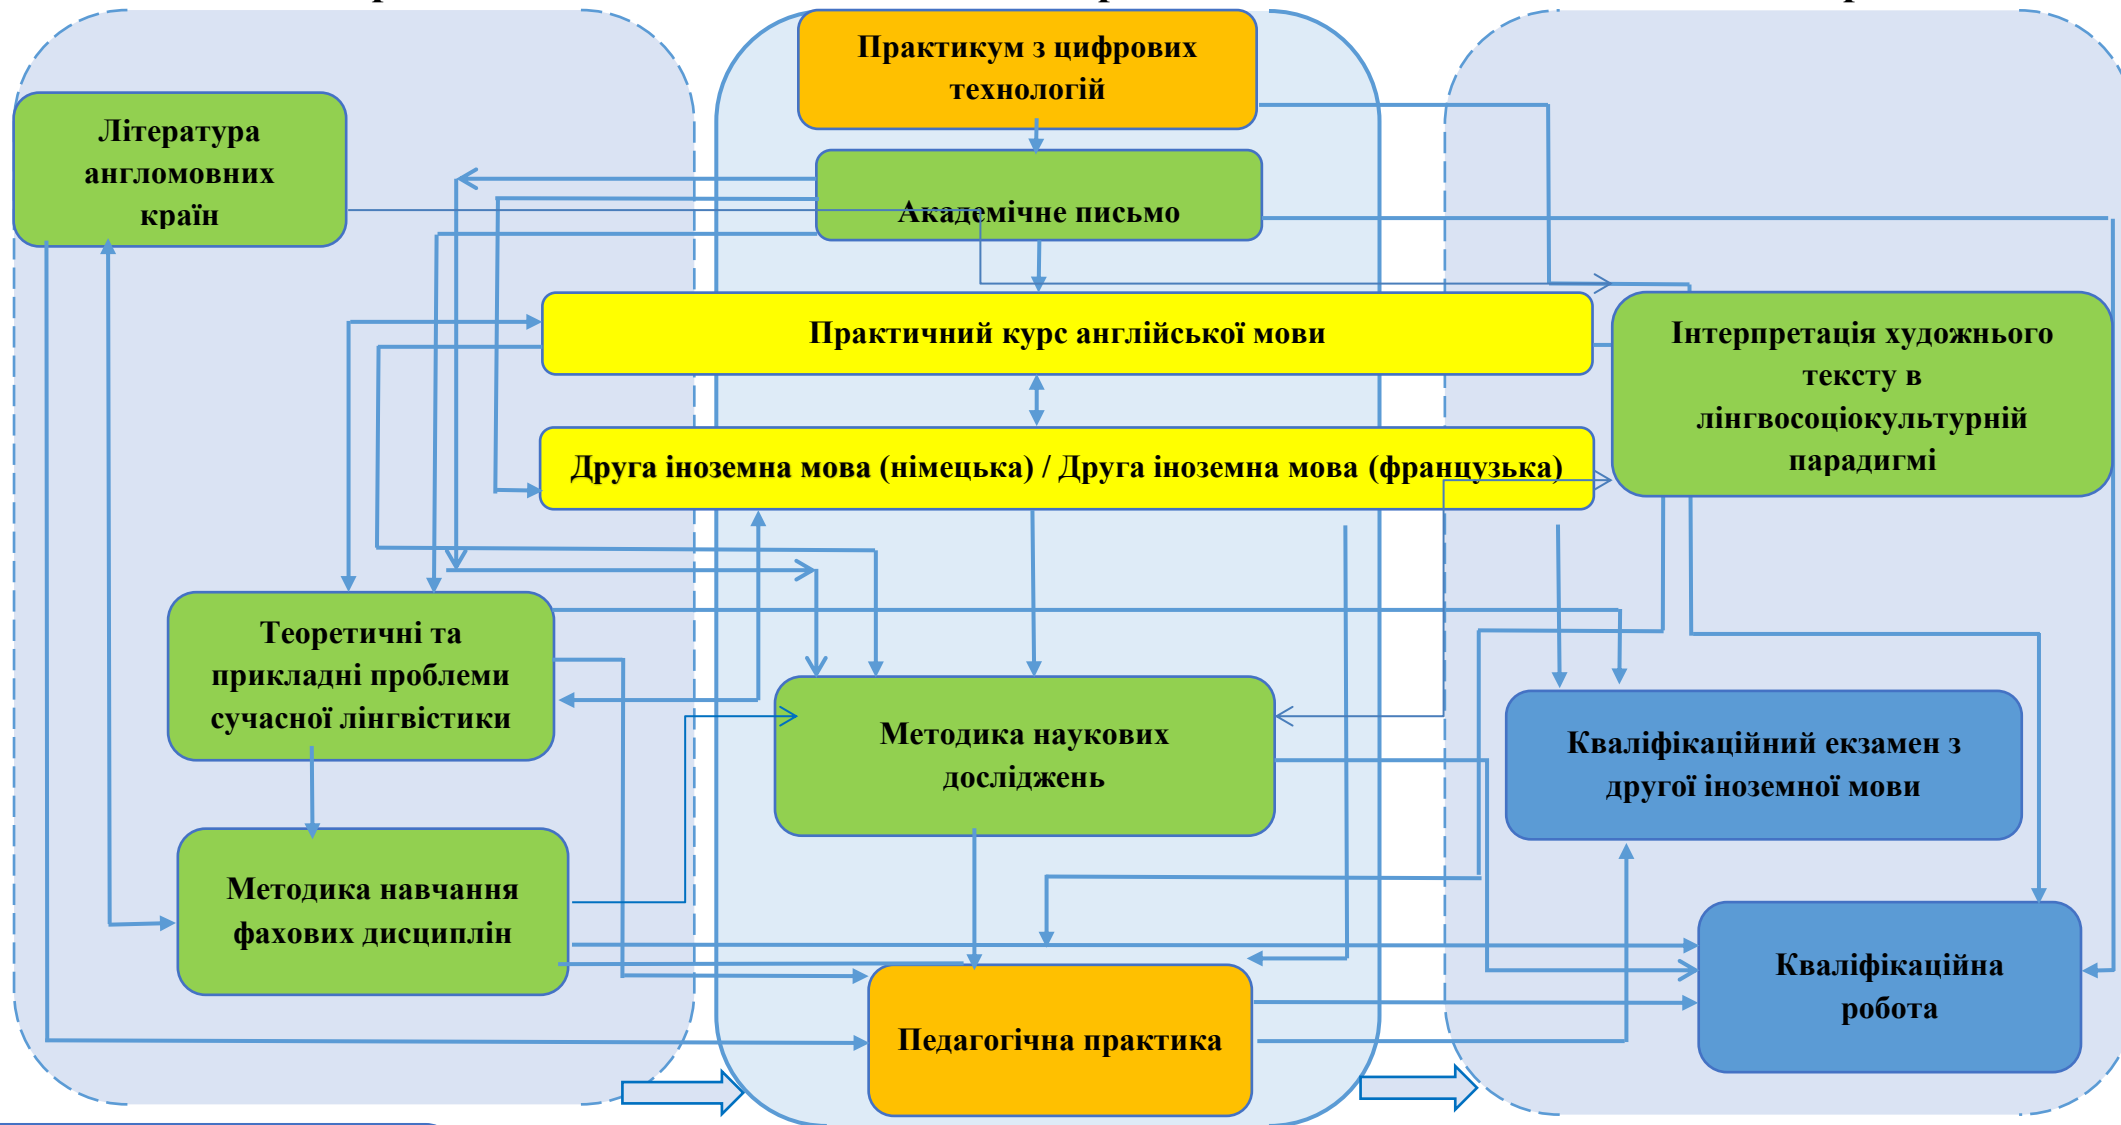 Практикум з цифрових
технологій
Література
англомовних
країн
Академічне письмо
Практичний курс англійської мови
Інтерпретація художнього
тексту в
лінгвосоціокультурній
парадигмі
Друга іноземна мова (німецька) / Друга іноземна мова (французька)
Теоретичні та
прикладні проблеми
сучасної лінгвістики
Методика наукових
досліджень
Кваліфікаційний екзамен з
другої іноземної мови
Методика навчання
фахових дисциплін
Кваліфікаційна
робота
Педагогічна практика